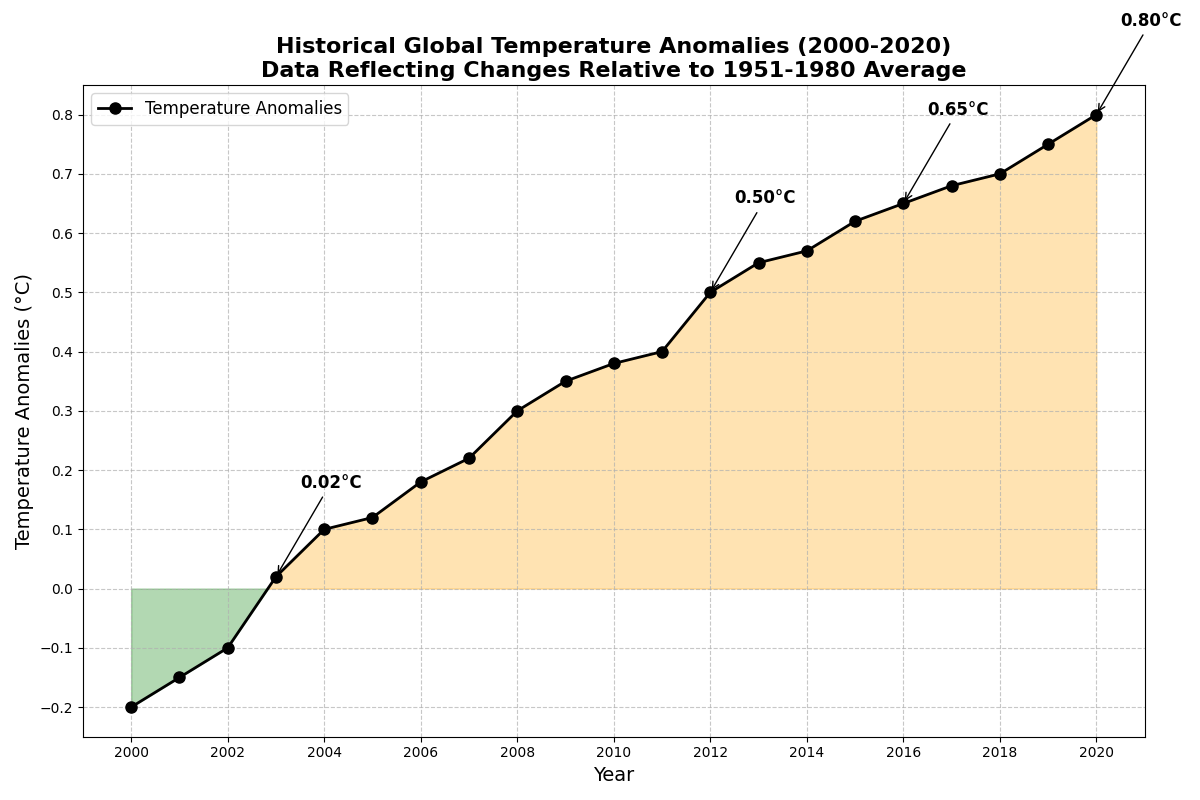 0.80°C
Historical Global Temperature Anomalies (2000-2020)
Data Reflecting Changes Relative to 1951-1980 Average
Temperature Anomalies
0.65°C
0.50°C
0.02°C
Temperature Anomalies (°C)
0.8
0.7
0.6
0.5
0.4
0.3
0.2
0.1
0.0
−0.1
−0.2
2000 2002 2004 2006 2008 2010 2012 2014 2016 2018 2020
Year